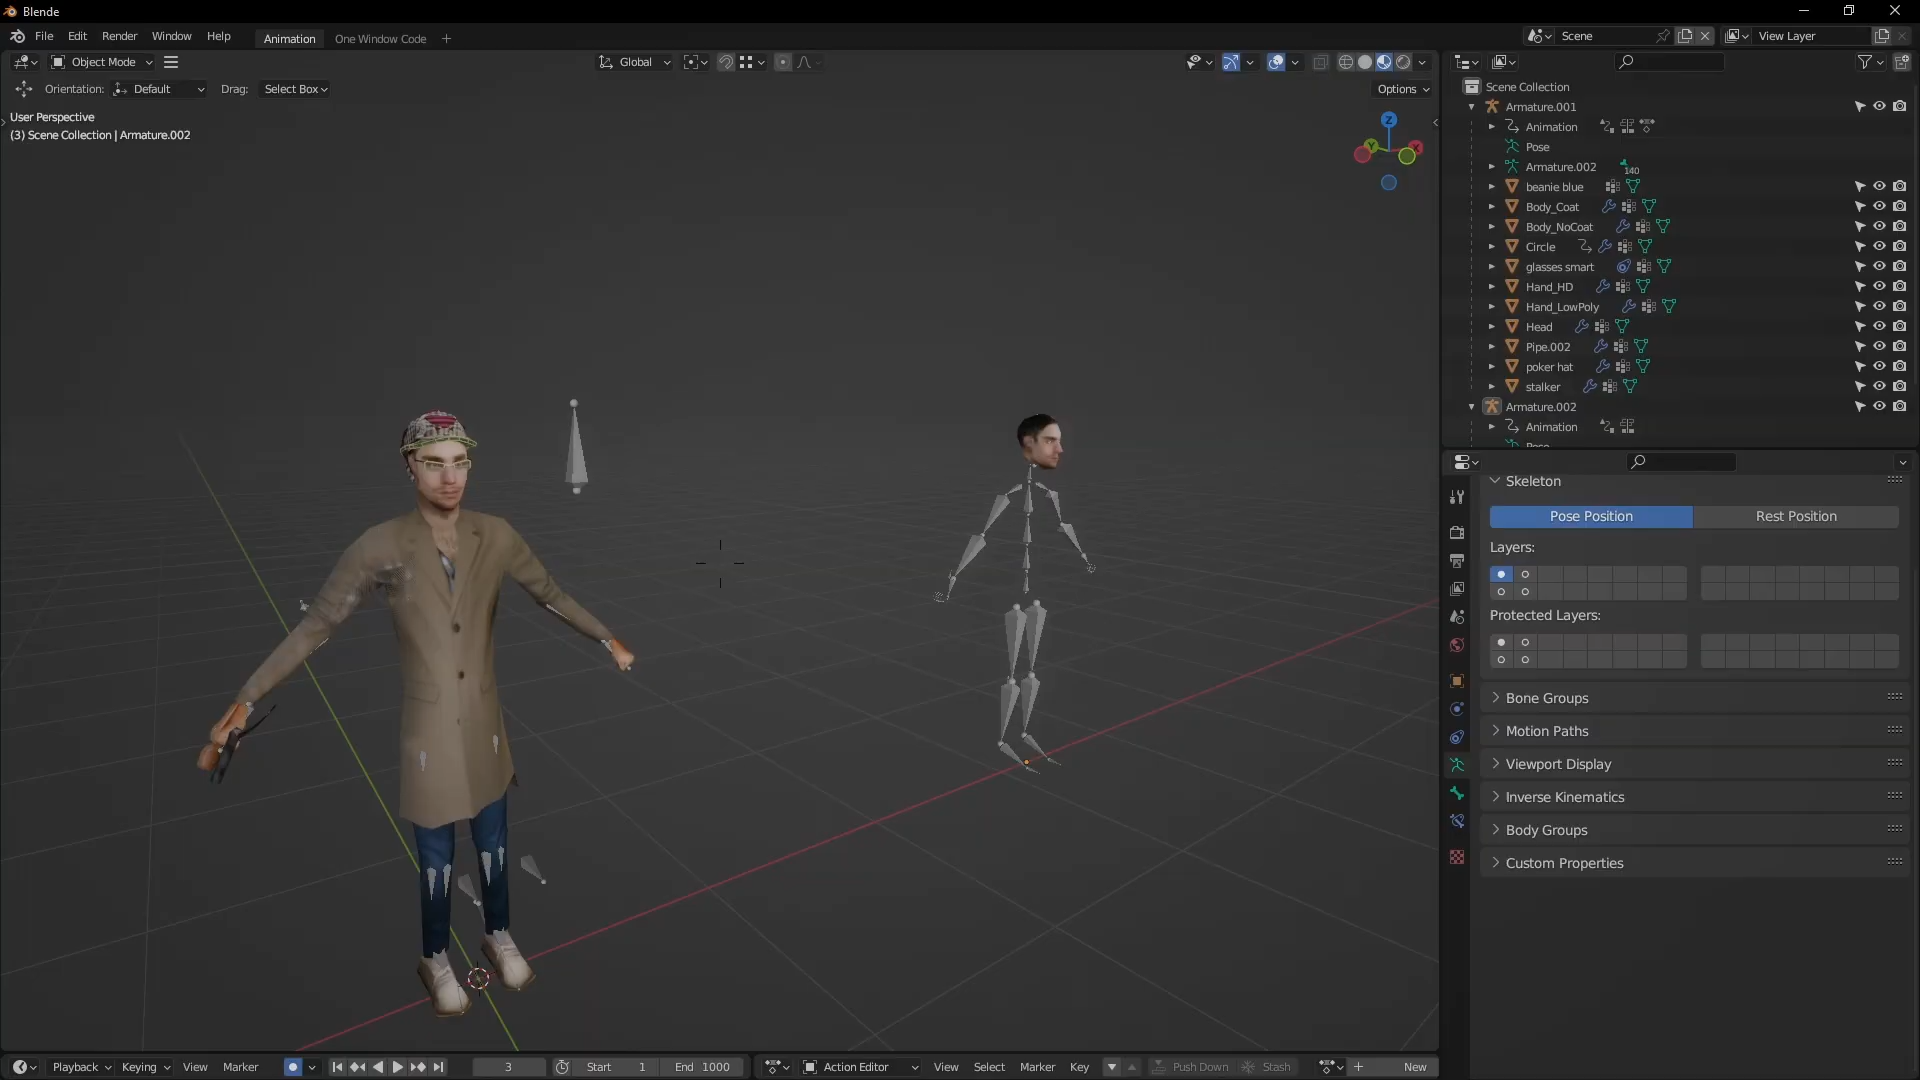 Blende
File Edit Render Window Help
Animation One Window Code +
Scene
View Layer
Object Mode
Global
Orientation: Default Drag: Select Box
Options
User Perspective
(3) Scene Collection | Armature.002
Z
Y
X
Scene Collection
Armature.001
Animation
Pose
Armature.002
140
beanie blue
Body_Coat
Body_NoCoat
Circle
glasses smart
Hand_HD
Hand_LowPoly
Head
Pipe.002
poker hat
stalker
Armature.002
Animation
Skeleton
Pose Position Rest Position
Layers:
Protected Layers:
Bone Groups
Motion Paths
Viewport Display
Inverse Kinematics
Body Groups
Custom Properties
Playback Keying View Marker 3 Start 1 End 1000 Action Editor View Select Marker Key Push Down Stash New